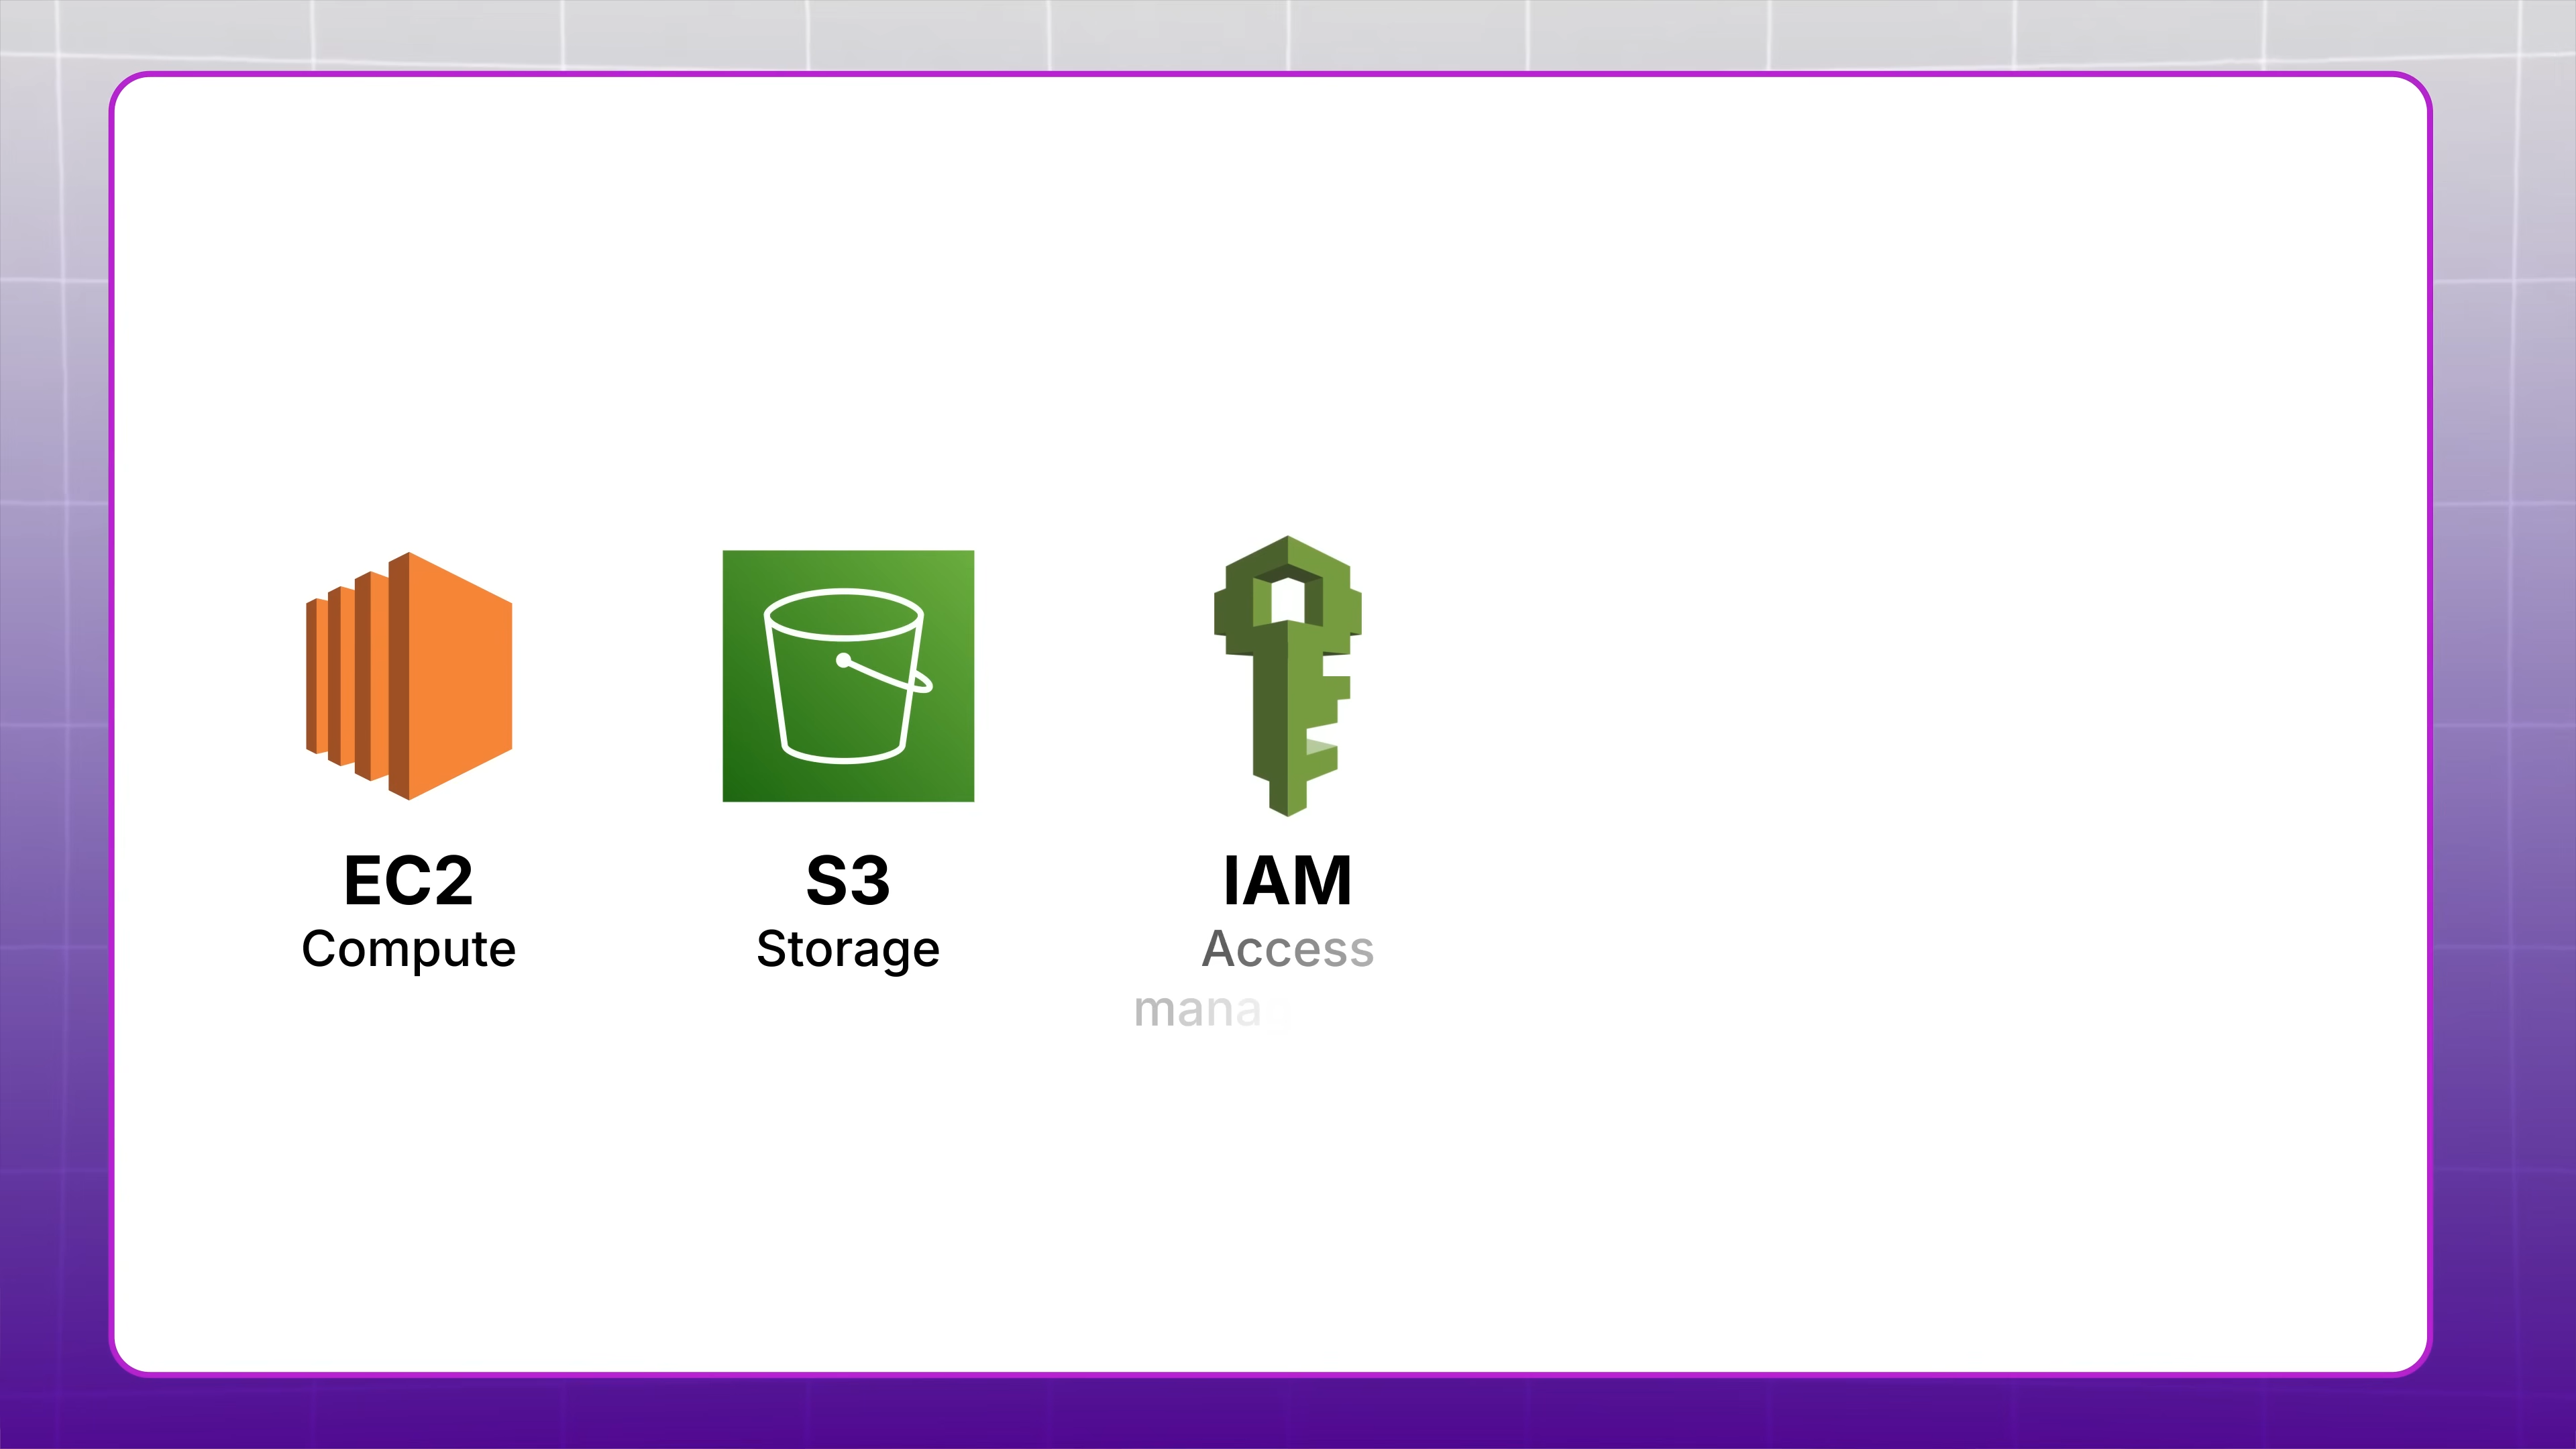 EC2
Compute
S3
Storage
IAM
Access
mana